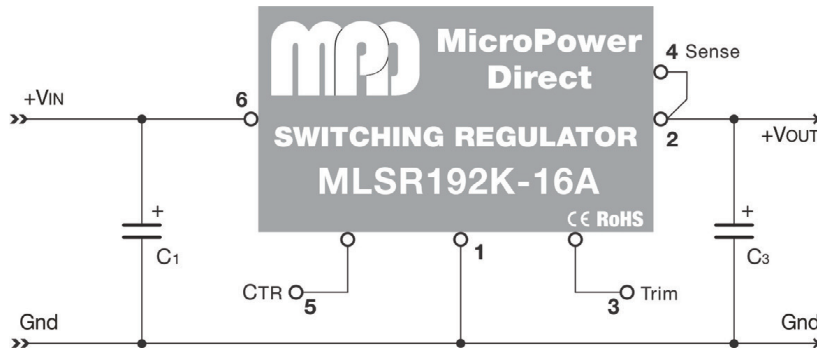 MPD
MicroPower
Direct
4 Sense
+VIN
6
2
+VOUT
SWITCHING REGULATOR
MLSR192K-16A
CE RoHS
+
C1
1
+
C3
CTR
5
3
Trim
Gnd
Gnd